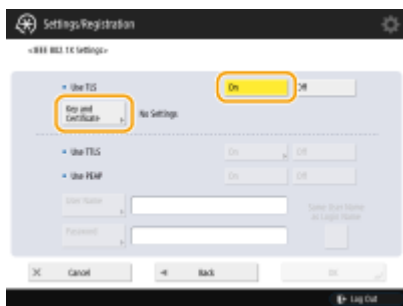 Settings/Registration
<IEEE 802.1X Settings>
▪ Use TLS
On
Off
Key and
Certificate
No Settings
▪ Use TTLS
On
Off
▪ Use PEAP
On
Off
User Name
Same User Name
as Login Name
Password
Cancel
Back
OK
Log Out